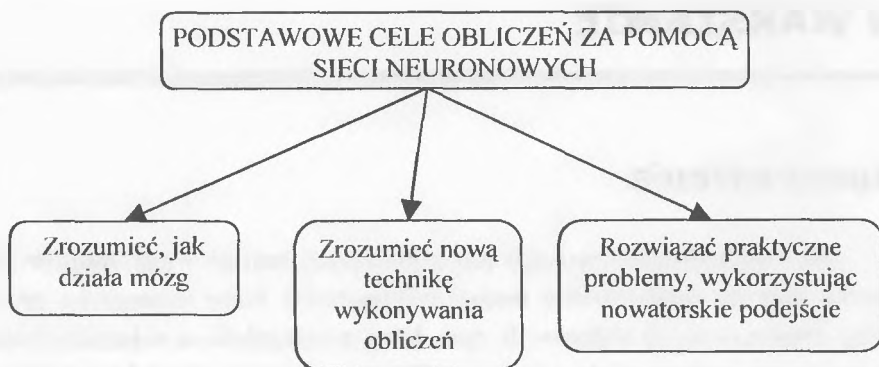 PODSTAWOWE CELE OBLICZEŃ ZA POMOCĄ
SIECI NEURONOWYCH
Zrozumieć, jak
działa mózg
Zrozumieć nową
technikę
wykonywania
obliczeń
Rozwiązać praktyczne
problemy, wykorzystując
nowatorskie podejście